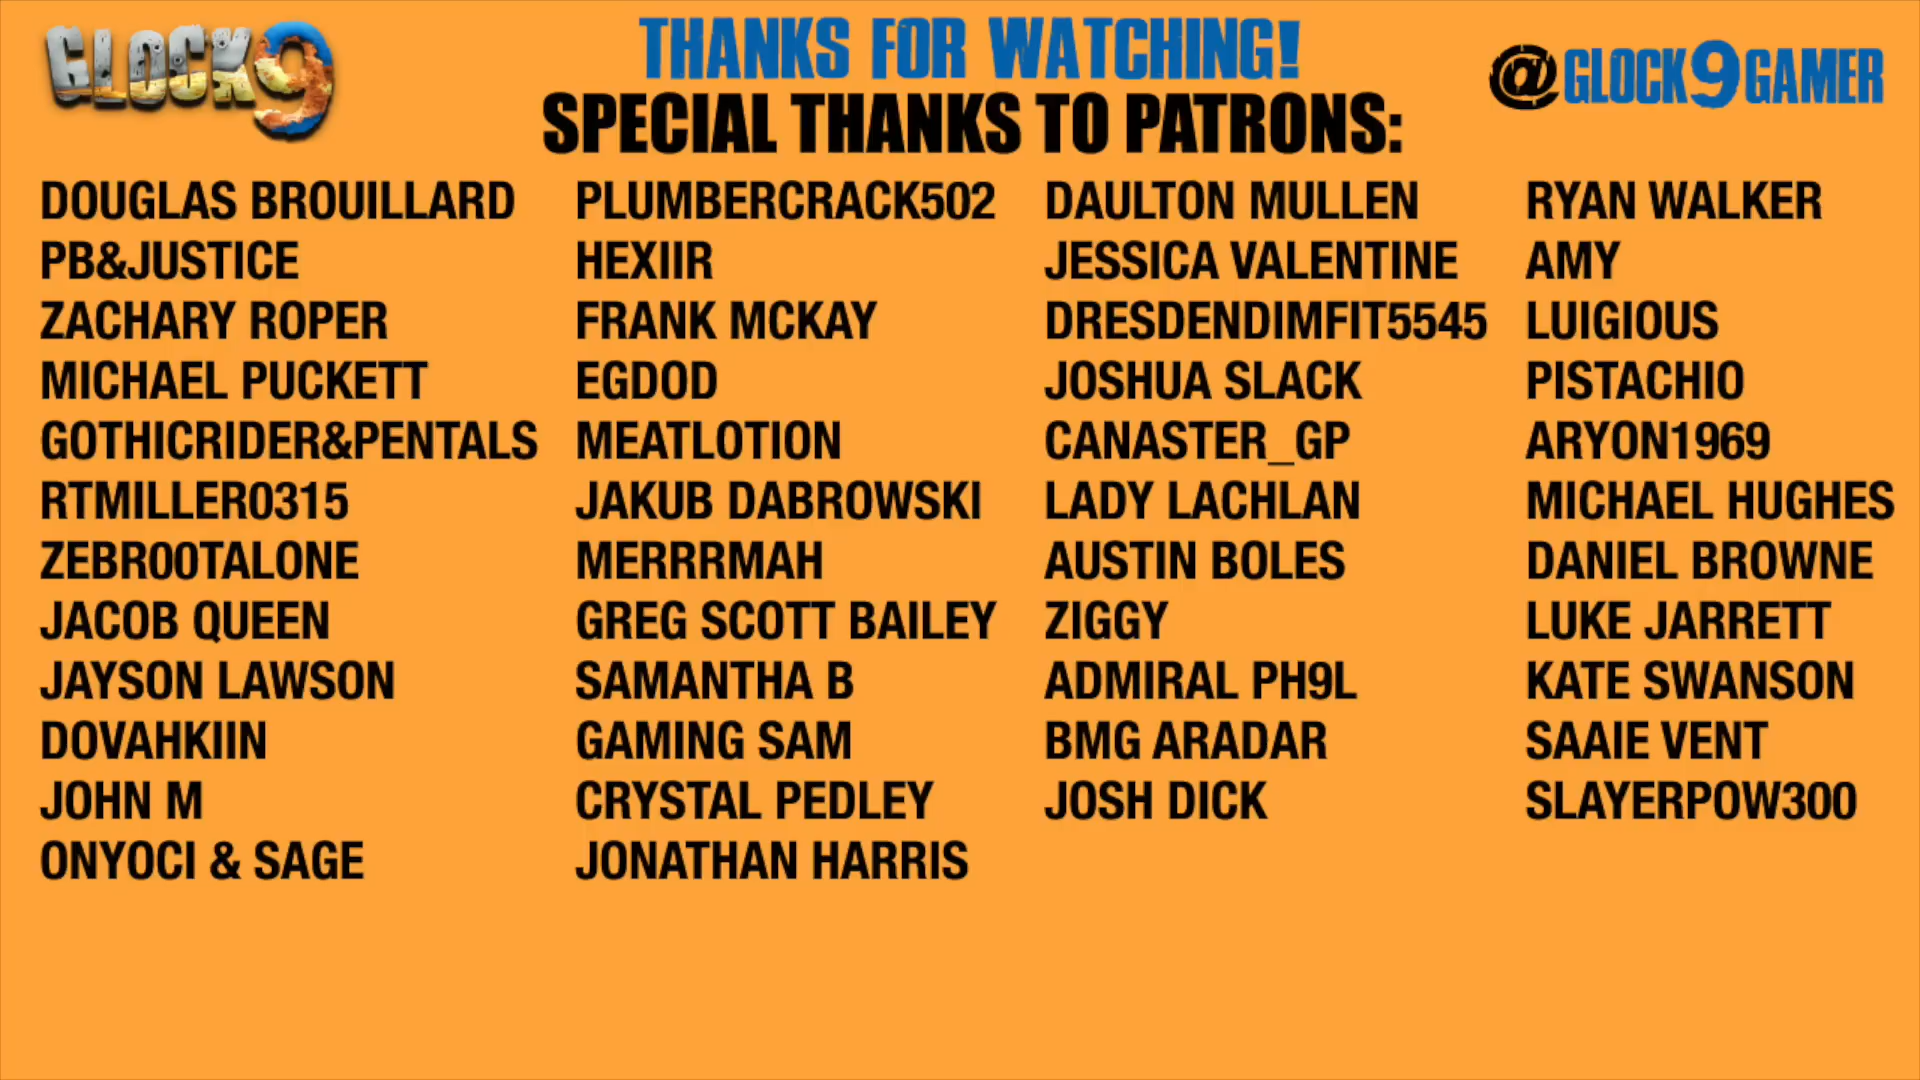 GLOCK9
THANKS FOR WATCHING!
@GLOCK9GAMER
SPECIAL THANKS TO PATRONS:
DOUGLAS BROUILLARD
PB&JUSTICE
ZACHARY ROPER
MICHAEL PUCKETT
GOTHICRIDER&PENTALS
RTMILLER0315
ZEBR00TALONE
JACOB QUEEN
JAYSON LAWSON
DOVAHKIIN
JOHN M
ONYOCI & SAGE
PLUMBERCRACK502
HEXIIR
FRANK MCKAY
EGDOD
MEATLOTION
JAKUB DABROWSKI
MERRRMAH
GREG SCOTT BAILEY
SAMANTHA B
GAMING SAM
CRYSTAL PEDLEY
JONATHAN HARRIS
DAULTON MULLEN
JESSICA VALENTINE
DRESDENDIMFIT5545
JOSHUA SLACK
CANASTER_GP
LADY LACHLAN
AUSTIN BOLES
ZIGGY
ADMIRAL PH9L
BMG ARADAR
JOSH DICK
RYAN WALKER
AMY
LUIGIOUS
PISTACHIO
ARYON1969
MICHAEL HUGHES
DANIEL BROWNE
LUKE JARRETT
KATE SWANSON
SAAIE VENT
SLAYERPOW300